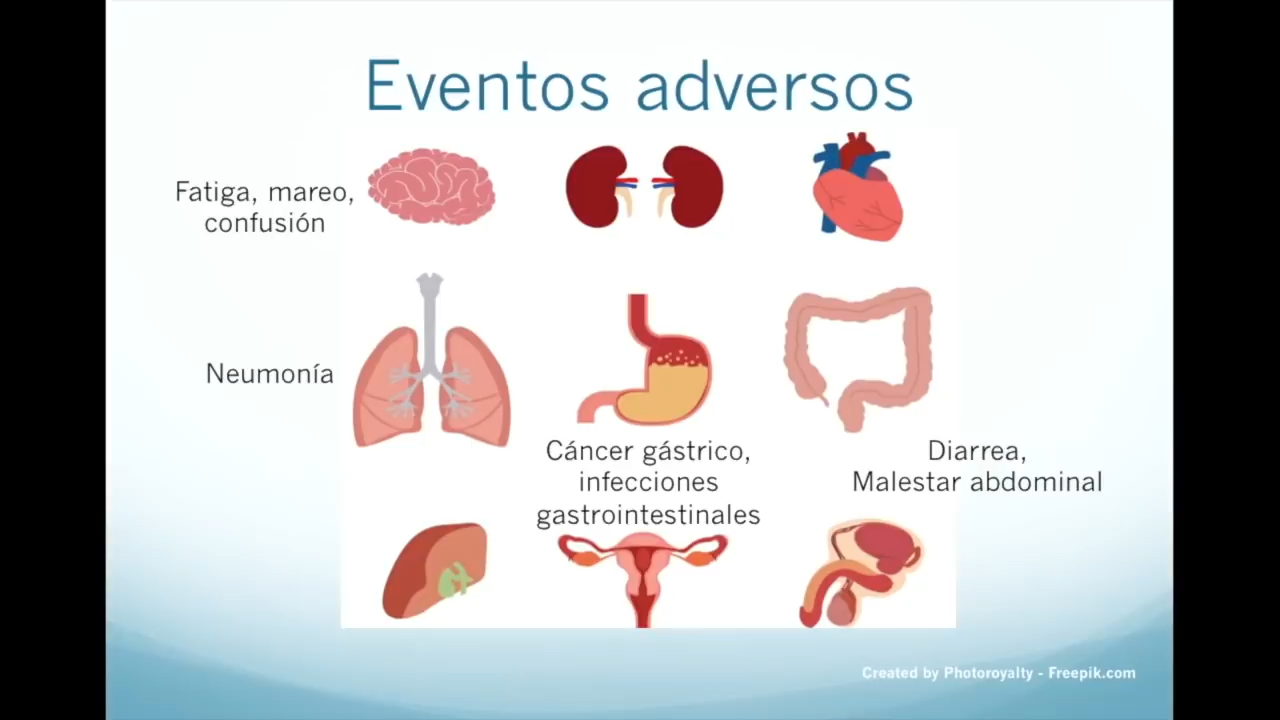 Eventos adversos
Fatiga, mareo,
confusión
Neumonía
Cáncer gástrico,
infecciones
gastrointestinales
Diarrea,
Malestar abdominal
Created by Photoroyalty - Freepik.com